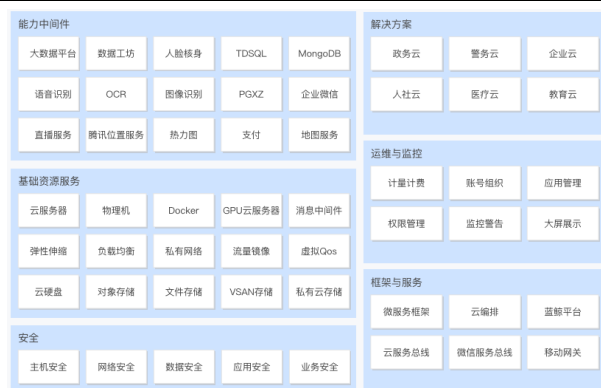 能力中间件
大数据平台 数据工坊 人脸核身 TDSQL MongoDB
语音识别 OCR 图像识别 PGXZ 企业微信
直播服务 腾讯位置服务 热力图 支付 地图服务
基础资源服务
云服务器 物理机 Docker GPU云服务器 消息中间件
弹性伸缩 负载均衡 私有网络 流量镜像 虚拟Qos
云硬盘 对象存储 文件存储 VSAN存储 私有云存储
安全
主机安全 网络安全 数据安全 应用安全 业务安全
解决方案
政务云 警务云 企业云
人社云 医疗云 教育云
运维与监控
计量计费 账号组织 应用管理
权限管理 监控警告 大屏展示
框架与服务
微服务框架 云编排 蓝鲸平台
云服务总线 微信服务总线 移动网关